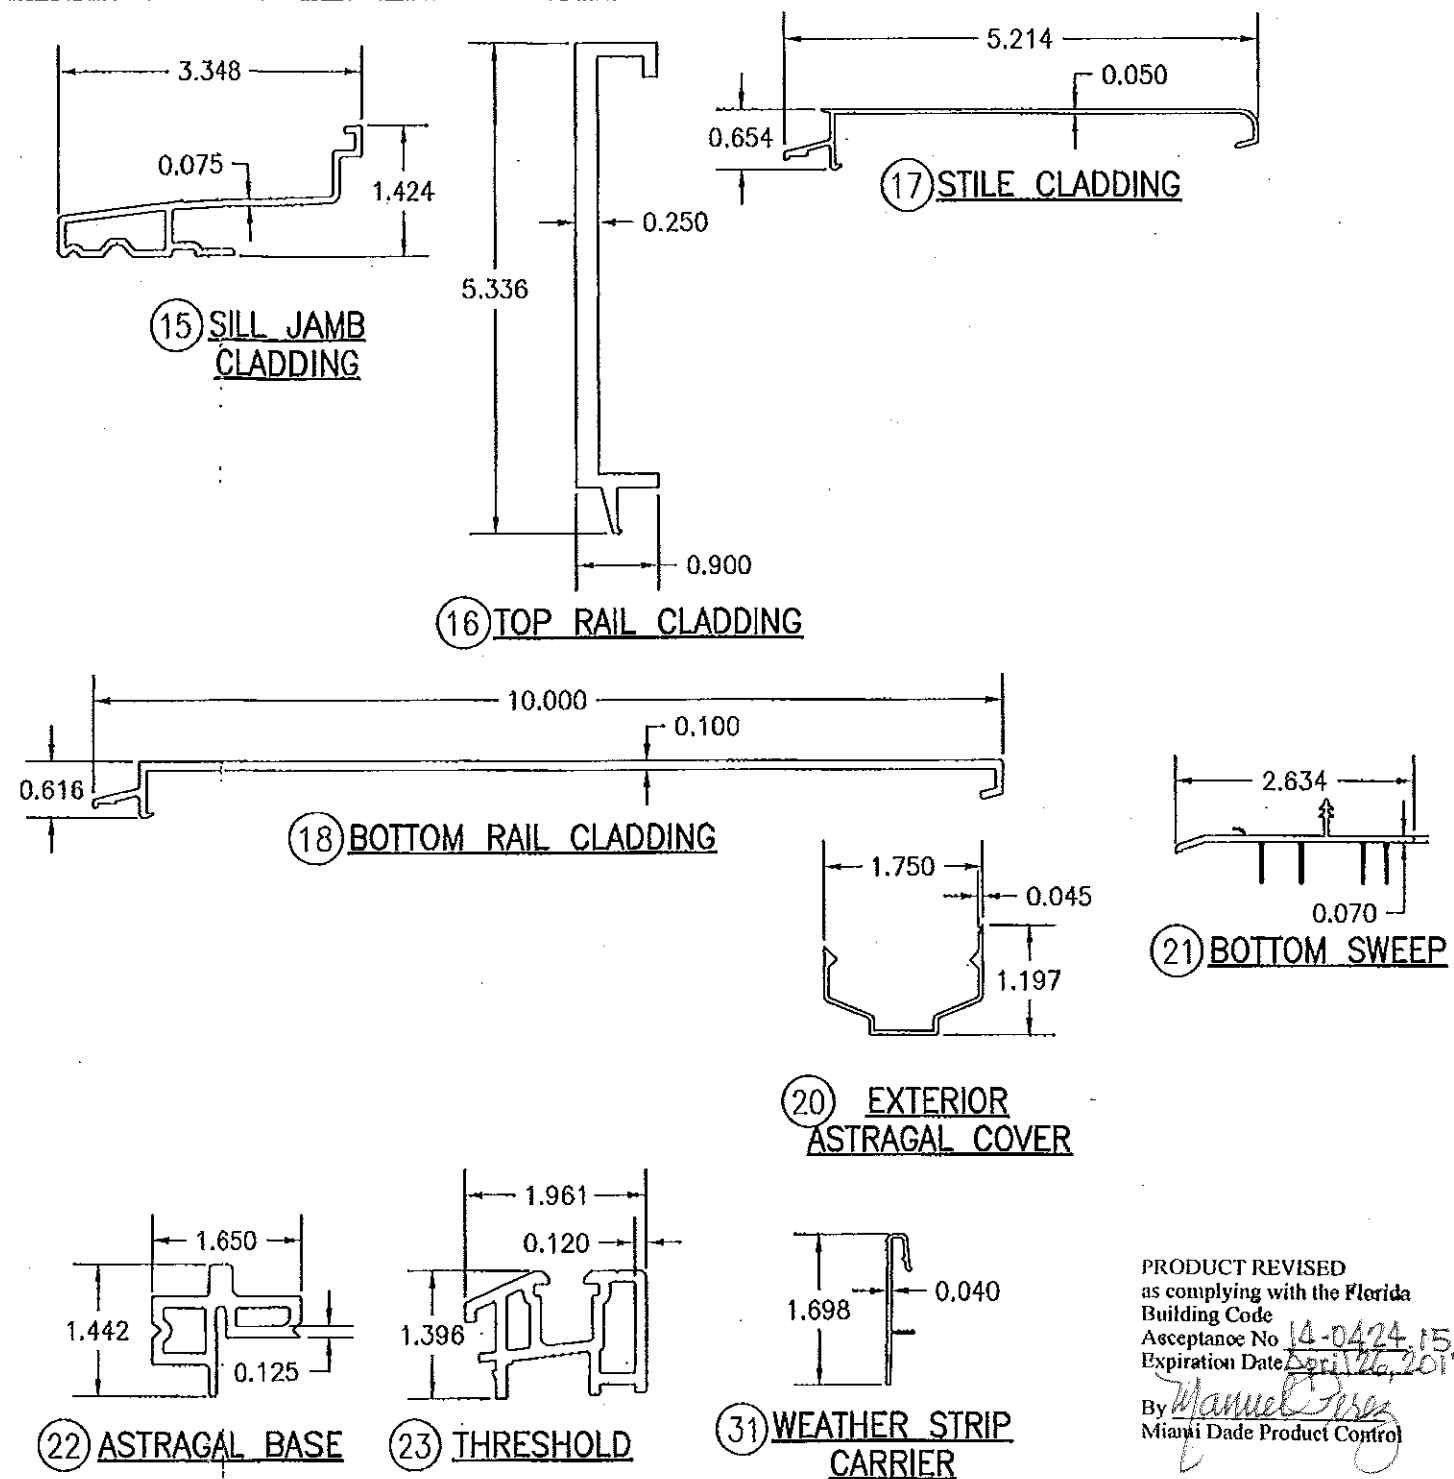 3.348
0.075
1.424
15 SILL JAMB
CLADDING
5.336
0.250
0.900
16 TOP RAIL CLADDING
5.214
0.050
0.654
17 STILE CLADDING
10.000
0.100
0.616
18 BOTTOM RAIL CLADDING
1.750
0.045
1.197
20 EXTERIOR
ASTRAGAL COVER
2.634
0.070
21 BOTTOM SWEEP
1.650
1.442
0.125
22 ASTRAGAL BASE
1.961
0.120
1.396
23 THRESHOLD
1.698
0.040
31 WEATHER STRIP
CARRIER
PRODUCT REVISED
as complying with the Florida
Building Code
Acceptance No 14-0424.15
Expiration Date April 26, 201
By Manuel Perez
Miami Dade Product Control